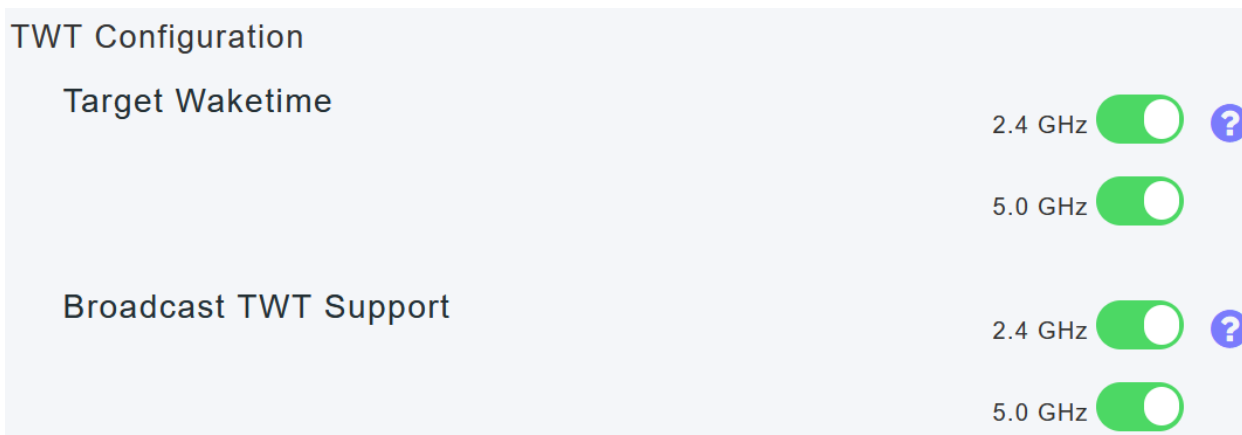 TWT Configuration
Target Waketime
2.4 GHz
?
5.0 GHz
Broadcast TWT Support
2.4 GHz
?
5.0 GHz